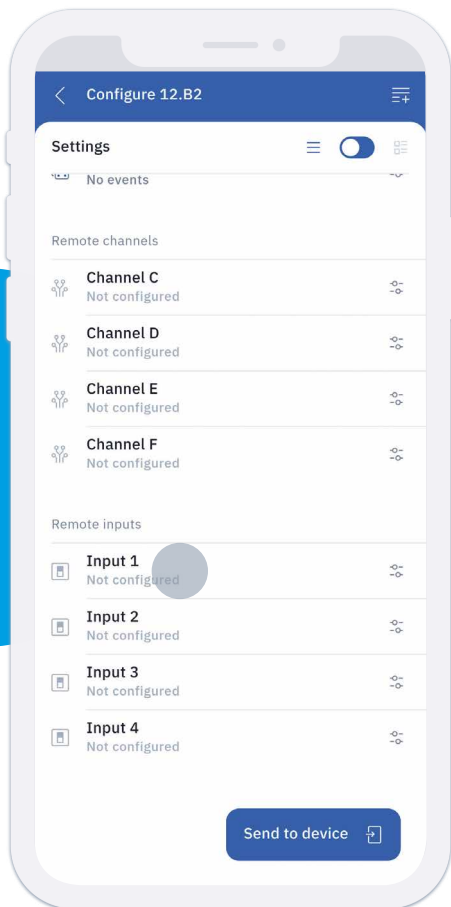 Configure 12.B2
Settings
No events
Remote channels
Channel C
Not configured
Channel D
Not configured
Channel E
Not configured
Channel F
Not configured
Remote inputs
Input 1
Not configured
Input 2
Not configured
Input 3
Not configured
Input 4
Not configured
Send to device